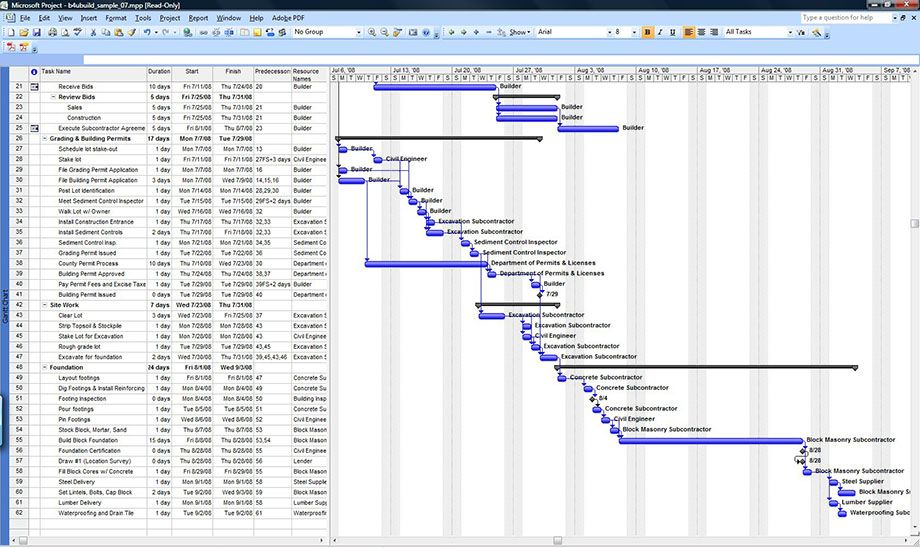 Microsoft Project - b4ubuild_sample_07.mpp [Read-Only]
File Edit View Insert Format Tools Project Report Window Help Adobe PDF
Type a question for help
No Group Show Arial 8 B I U All Tasks
Task Name Duration Start Finish Predecessors Resource Names
Jul 6, '08 Jul 13, '08 Jul 20, '08 Jul 27, '08 Aug 3, '08 Aug 10, '08 Aug 17, '08 Aug 24, '08 Aug 31, '08 Sep 7, '08
21 Receive Bids 10 days Fri 7/11/08 Thu 7/24/08 20 Builder Builder
22 Review Bids 5 days Fri 7/25/08 Thu 7/31/08
23 Sales 5 days Fri 7/25/08 Thu 7/31/08 21 Builder Builder
24 Construction 5 days Fri 7/25/08 Thu 7/31/08 21 Builder Builder
25 Execute Subcontractor Agreeme 5 days Fri 8/1/08 Thu 8/7/08 23 Builder Builder
26 Grading & Building Permits 17 days Mon 7/7/08 Tue 7/29/08
27 Schedule lot stake-out 1 day Mon 7/7/08 Mon 7/7/08 13 Builder Builder
28 Stake lot 1 day Fri 7/11/08 Fri 7/11/08 27FS+3 days Civil Engineer Civil Engineer
29 File Grading Permit Application 1 day Mon 7/7/08 Mon 7/7/08 16 Builder Builder
30 File Building Permit Application 3 days Mon 7/7/08 Wed 7/9/08 14,15,16 Builder Builder
31 Post Lot Identification 1 day Mon 7/14/08 Mon 7/14/08 28,29,30 Builder Builder
32 Meet Sediment Control Inspector 1 day Tue 7/15/08 Tue 7/15/08 29FS+2 days Builder Builder
33 Walk Lot w/ Owner 1 day Wed 7/16/08 Wed 7/16/08 32 Builder Builder
34 Install Construction Entrance 1 day Thu 7/17/08 Thu 7/17/08 32,33 Excavation S Excavation Subcontractor
35 Install Sediment Controls 2 days Thu 7/17/08 Fri 7/18/08 32,33 Excavation S Excavation Subcontractor
36 Sediment Control Insp. 1 day Mon 7/21/08 Mon 7/21/08 34,35 Sediment Co Sediment Control Inspector
37 Grading Permit Issued 1 day Tue 7/22/08 Tue 7/22/08 36 Sediment Co Sediment Control Inspector
38 County Permit Process 10 days Thu 7/10/08 Wed 7/23/08 30 Department Department of Permits & Licenses
39 Building Permit Approved 1 day Thu 7/24/08 Thu 7/24/08 38,37 Department Department of Permits & Licenses
40 Pay Permit Fees and Excise Taxe 1 day Tue 7/29/08 Tue 7/29/08 39FS+2 days Builder Builder
41 Building Permit Issued 0 days Tue 7/29/08 Tue 7/29/08 40 Department 7/29
42 Site Work 7 days Wed 7/23/08 Thu 7/31/08
43 Clear Lot 3 days Wed 7/23/08 Fri 7/25/08 37 Excavation S Excavation Subcontractor
44 Strip Topsoil & Stockpile 1 day Mon 7/28/08 Mon 7/28/08 43 Excavation S Excavation Subcontractor
45 Stake Lot for Excavation 1 day Mon 7/28/08 Mon 7/28/08 43 Civil Engineer Civil Engineer
46 Rough grade lot 1 day Tue 7/29/08 Tue 7/29/08 43,45 Excavation S Excavation Subcontractor
47 Excavate for foundation 2 days Wed 7/30/08 Thu 7/31/08 39,45,43,46 Excavation S Excavation Subcontractor
48 Foundation 24 days Fri 8/1/08 Wed 9/3/08
49 Layout footings 1 day Fri 8/1/08 Fri 8/1/08 47 Concrete Su Concrete Subcontractor
50 Dig Footings & Install Reinforcing 1 day Mon 8/4/08 Mon 8/4/08 49 Concrete Su Concrete Subcontractor
51 Footing Inspection 0 days Mon 8/4/08 Mon 8/4/08 50 Building Insp 8/4
52 Pour footings 1 day Tue 8/5/08 Tue 8/5/08 51 Concrete Su Concrete Subcontractor
53 Pin Footings 1 day Wed 8/6/08 Wed 8/6/08 52 Civil Engineer Civil Engineer
54 Stock Block, Mortar, Sand 1 day Thu 8/7/08 Thu 8/7/08 53 Block Mason Block Masonry Subcontractor
55 Build Block Foundation 15 days Fri 8/8/08 Thu 8/28/08 53,54 Block Mason Block Masonry Subcontractor
56 Foundation Certification 0 days Thu 8/28/08 Thu 8/28/08 55 Civil Engineer 8/28
57 Draw #1 (Location Survey) 0 days Thu 8/28/08 Thu 8/28/08 56 Lender 8/28
58 Fill Block Cores w/ Concrete 1 day Fri 8/29/08 Fri 8/29/08 55 Block Mason Block Masonry Subcontractor
59 Steel Delivery 1 day Mon 9/1/08 Mon 9/1/08 58 Steel Supplie Steel Supplier
60 Set Lintels, Bolts, Cap Block 2 days Tue 9/2/08 Wed 9/3/08 59 Block Mason Block Masonry S
61 Lumber Delivery 1 day Mon 9/1/08 Mon 9/1/08 58 Lumber Supp Lumber Supplier
62 Waterproofing and Drain Tile 1 day Tue 9/2/08 Tue 9/2/08 61 Waterproofin Waterproofing Subc
Gantt Chart